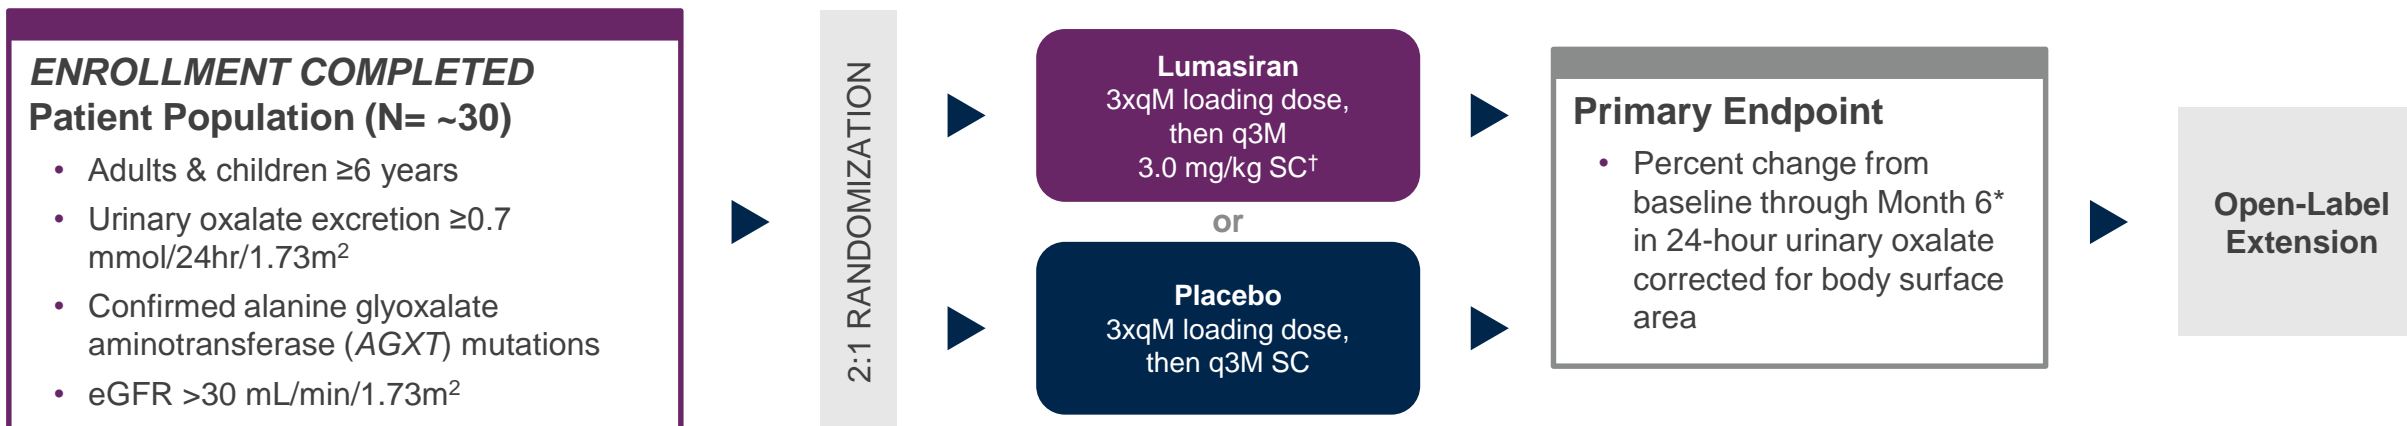 ENROLLMENT COMPLETED
Patient Population (N= ~30)
• Adults & children ≥6 years
• Urinary oxalate excretion ≥0.7
mmol/24hr/1.73m²
• Confirmed alanine glyoxalate
aminotransferase (AGXT) mutations
• eGFR >30 mL/min/1.73m²
2:1 RANDOMIZATION
Lumasiran
3xqM loading dose,
then q3M
3.0 mg/kg SC†
or
Placebo
3xqM loading dose,
then q3M SC
Primary Endpoint
• Percent change from
baseline through Month 6*
in 24-hour urinary oxalate
corrected for body surface
area
Open-Label
Extension